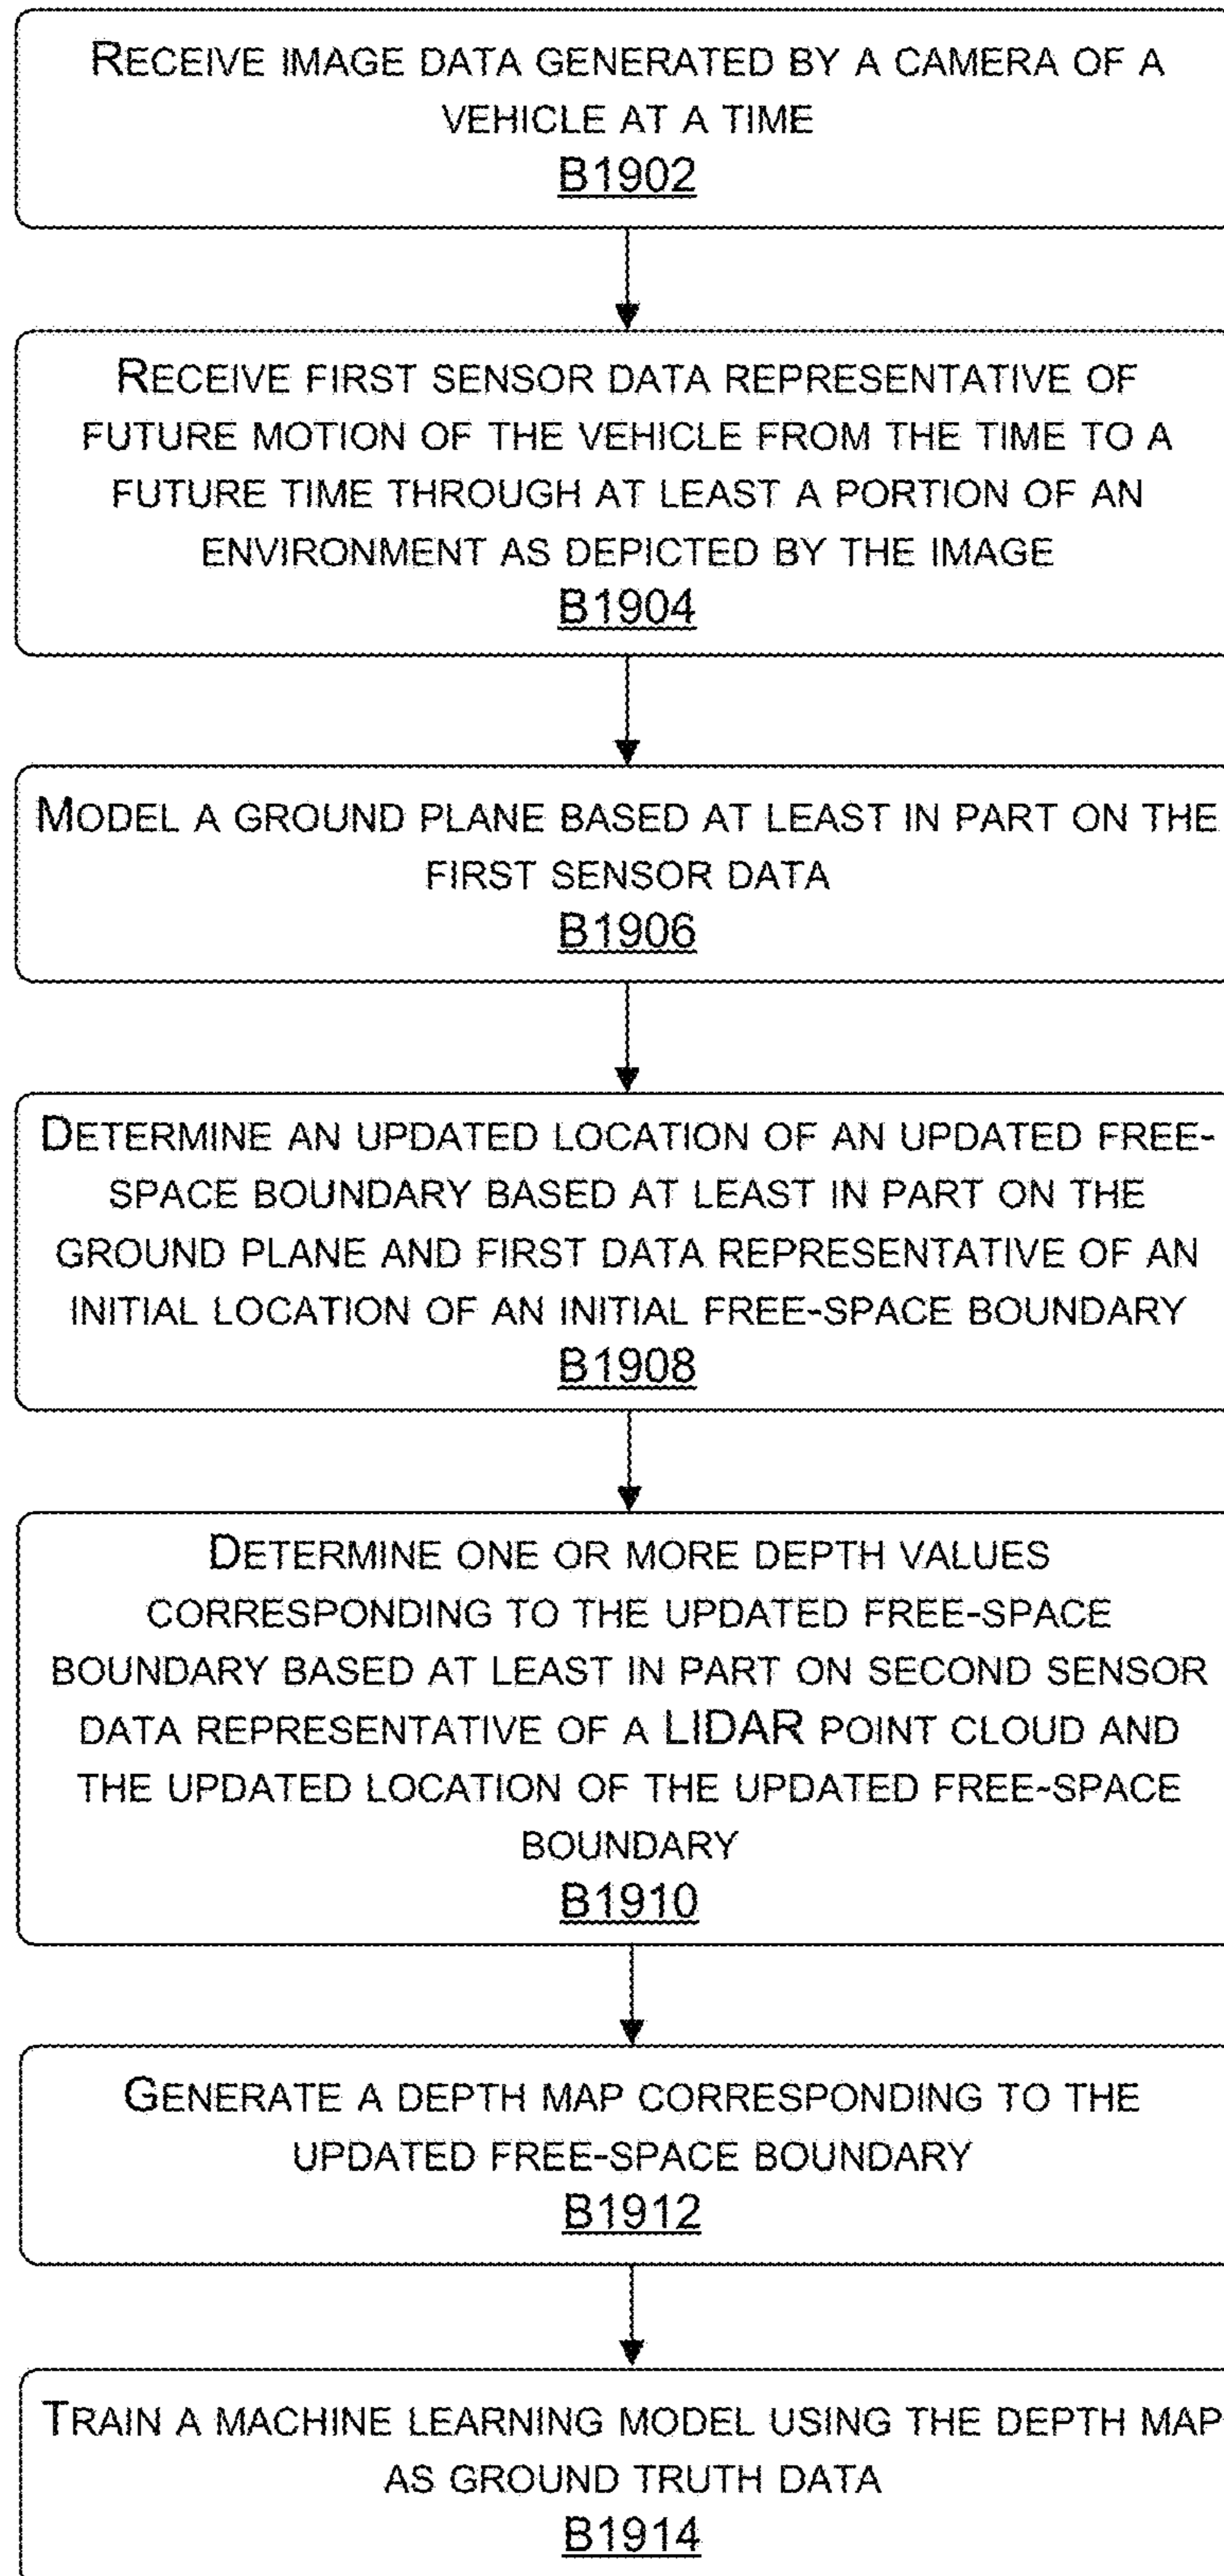 RECEIVE IMAGE DATA GENERATED BY A CAMERA OF A
VEHICLE AT A TIME
B1902
RECEIVE FIRST SENSOR DATA REPRESENTATIVE OF
FUTURE MOTION OF THE VEHICLE FROM THE TIME TO A
FUTURE TIME THROUGH AT LEAST A PORTION OF AN
ENVIRONMENT AS DEPICTED BY THE IMAGE
B1904
MODEL A GROUND PLANE BASED AT LEAST IN PART ON THE
FIRST SENSOR DATA
B1906
DETERMINE AN UPDATED LOCATION OF AN UPDATED FREE-
SPACE BOUNDARY BASED AT LEAST IN PART ON THE
GROUND PLANE AND FIRST DATA REPRESENTATIVE OF AN
INITIAL LOCATION OF AN INITIAL FREE-SPACE BOUNDARY
B1908
DETERMINE ONE OR MORE DEPTH VALUES
CORRESPONDING TO THE UPDATED FREE-SPACE
BOUNDARY BASED AT LEAST IN PART ON SECOND SENSOR
DATA REPRESENTATIVE OF A LIDAR POINT CLOUD AND
THE UPDATED LOCATION OF THE UPDATED FREE-SPACE
BOUNDARY
B1910
GENERATE A DEPTH MAP CORRESPONDING TO THE
UPDATED FREE-SPACE BOUNDARY
B1912
TRAIN A MACHINE LEARNING MODEL USING THE DEPTH MAP
AS GROUND TRUTH DATA
B1914